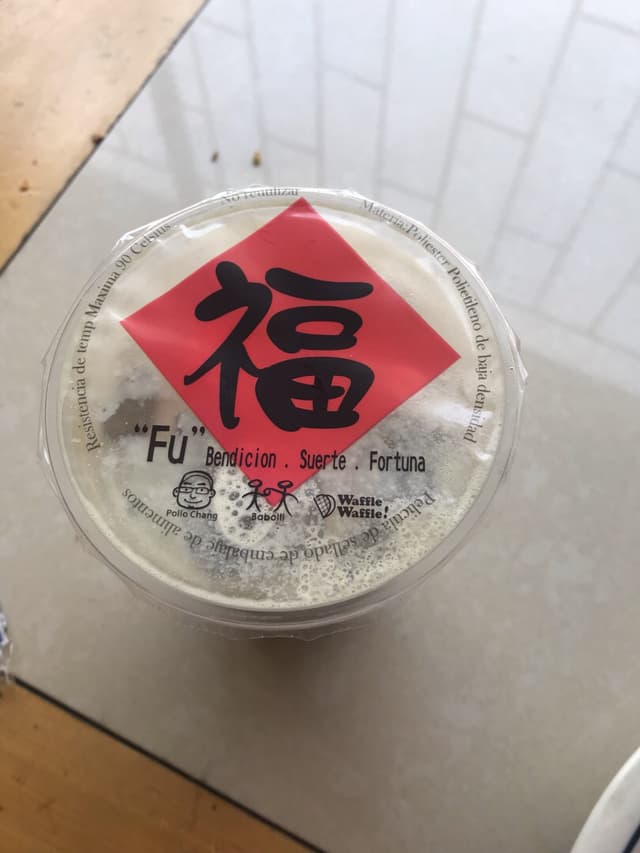 No reutilizar
Material:Poliester Polietileno de baja densidad
Resistencia de temp Maxima 90 Celsius
福
“Fu” Bendicion . Suerte . Fortuna
Pollo Chang
Boboli
Waffle
Waffle!
Pelicula de sellado de embalaje de alimentos